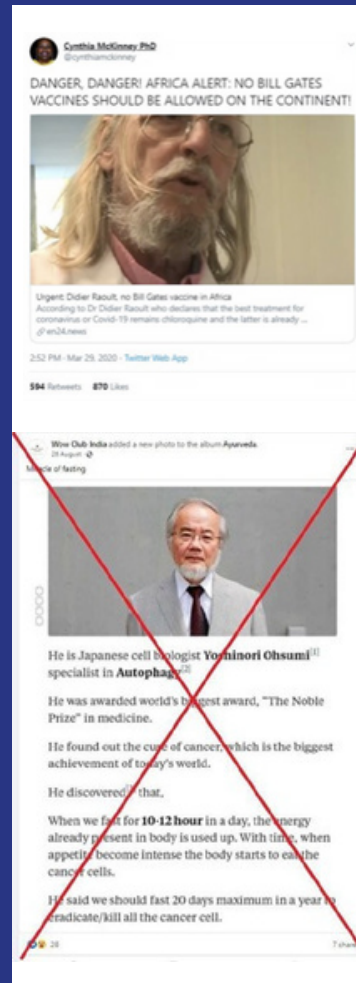 Cynthia McKinney PhD
@cynthiamckinney
DANGER, DANGER! AFRICA ALERT: NO BILL GATES
VACCINES SHOULD BE ALLOWED ON THE CONTINENT!
Urgent: Didier Raoult, no Bill Gates vaccine in Africa
According to Dr Didier Raoult who declares that the best treatment for
coronavirus or Covid-19 remains chloroquine and the latter is already ...
en24.news
2:52 PM · Mar 29, 2020 · Twitter Web App
594 Retweets 870 Likes
Wow Club India added a new photo to the album Ayurveda.
28 August
Miracle of fasting
He is Japanese cell biologist Yoshinori Ohsumi[1]
specialist in Autophagy[2]
He was awarded world's biggest award, "The Noble
Prize" in medicine.
He found out the cure of cancer, which is the biggest
achievement of today's world.
He discovered that,
When we fast for 10-12 hour in a day, the energy
already present in body is used up. With time, when
appetite become intense the body starts to eat the
cancer cells.
He said we should fast 20 days maximum in a year to
eradicate/kill all the cancer cell.
28
7 share